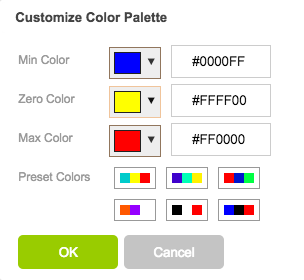 Customize Color Palette
Min Color #0000FF
Zero Color #FFFF00
Max Color #FF0000
Preset Colors
OK Cancel